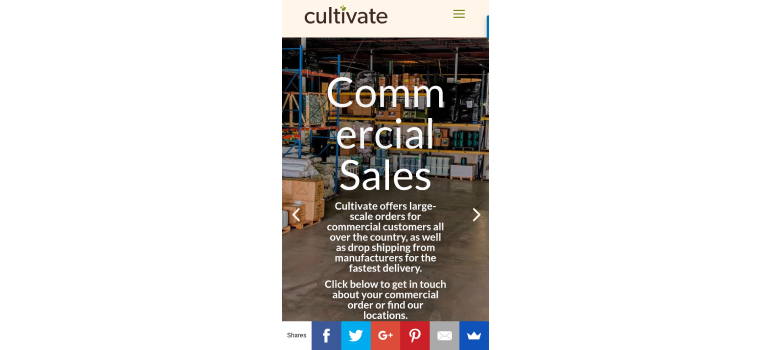 cultivate
Comm
ercial
Sales
Cultivate offers large-
scale orders for
commercial customers all
over the country, as well
as drop shipping from
manufacturers for the
fastest delivery.
Click below to get in touch
about your commercial
order or find our
locations.
Shares
f
G+